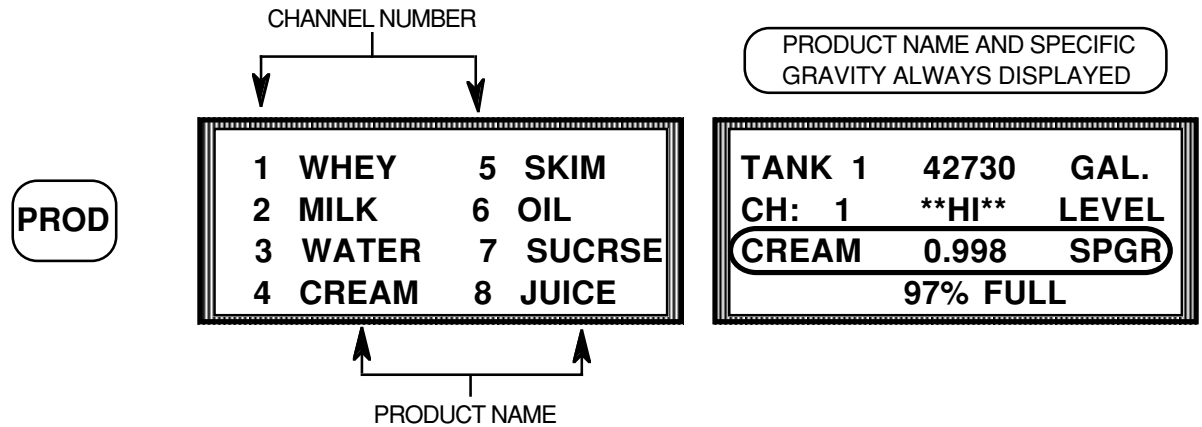 CHANNEL NUMBER
PRODUCT NAME AND SPECIFIC
GRAVITY ALWAYS DISPLAYED
PROD
1 WHEY 5 SKIM
2 MILK 6 OIL
3 WATER 7 SUCRSE
4 CREAM 8 JUICE
TANK 1 42730 GAL.
CH: 1 **HI** LEVEL
CREAM 0.998 SPGR
97% FULL
PRODUCT NAME